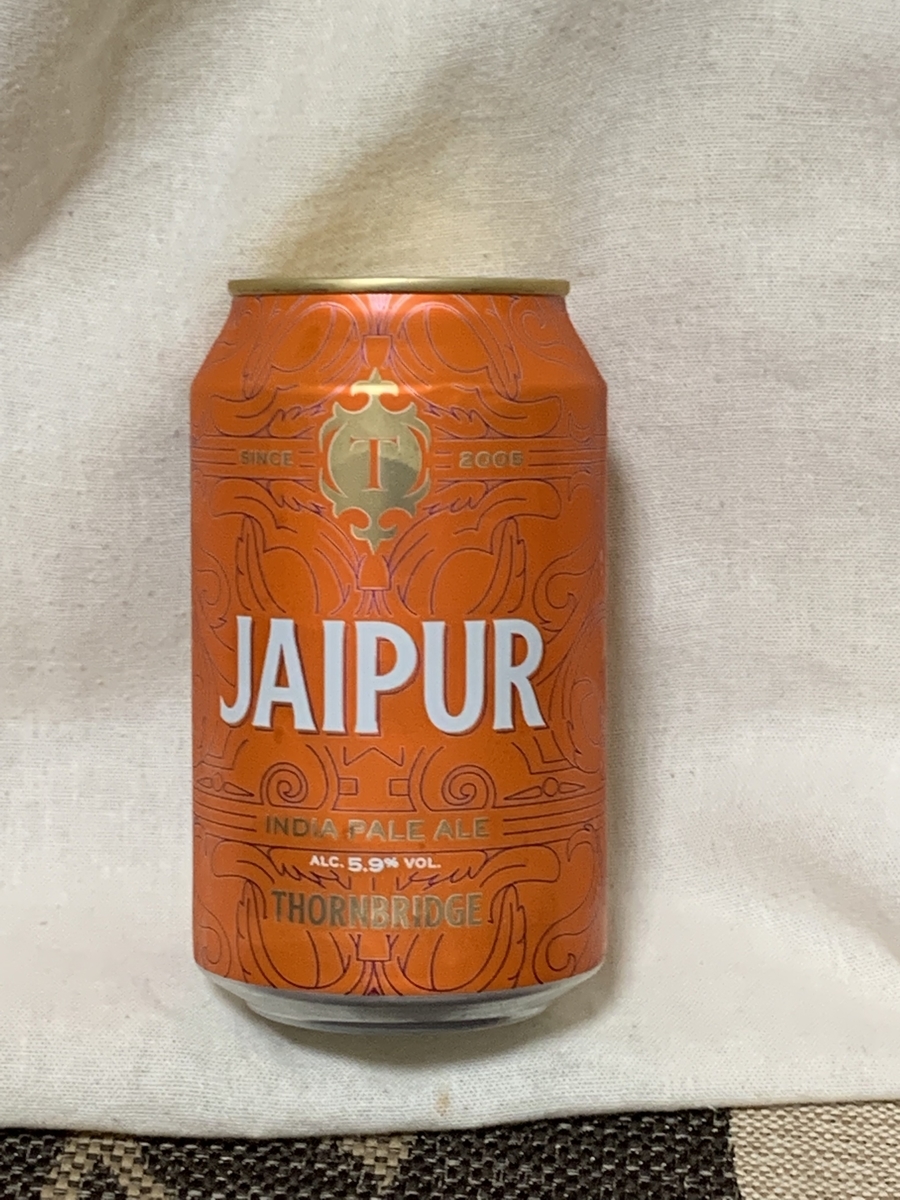 T
SINCE 2005
JAIPUR
INDIA PALE ALE
ALC. 5.9% VOL.
THORNBRIDGE